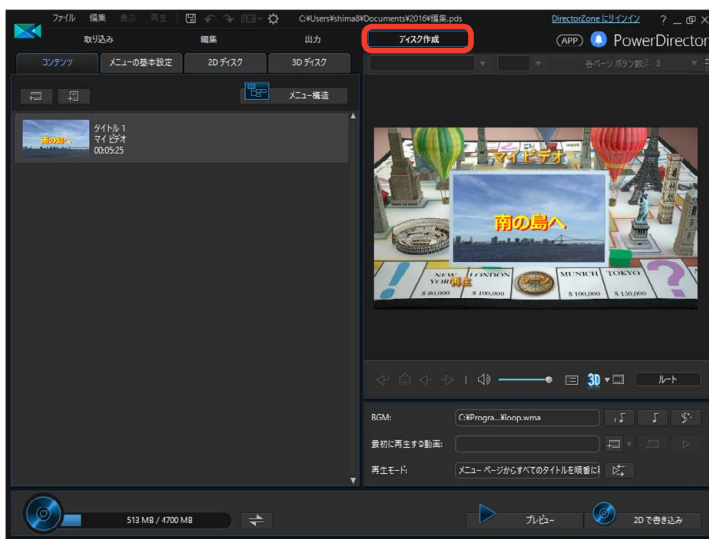 ファイル 編集 表示 再生 C:¥Users¥shima8¥Documents¥2016¥編集.pds DirectorZone にサインイン ? _ ×
取り込み 編集 出力 ディスク作成 (APP) PowerDirector
コンテンツ メニューの基本設定 2D ディスク 3D ディスク
各ページ ボタン数: 3
メニュー構造
南の島へ
タイトル 1
マイ ビデオ
00:05:25
マイ ビデオ
南の島へ
NEW YORK LONDON MUNICH TOKYO
再生 シーン
$ 80,000 $ 100,000 $ 100,000 $ 150,000
3D ルート
BGM: C:¥Progra...¥loop.wma
最初に再生する動画:
再生モード: メニュー ページからすべてのタイトルを順番に
513 MB / 4700 MB
プレビュー 2D で書き込み